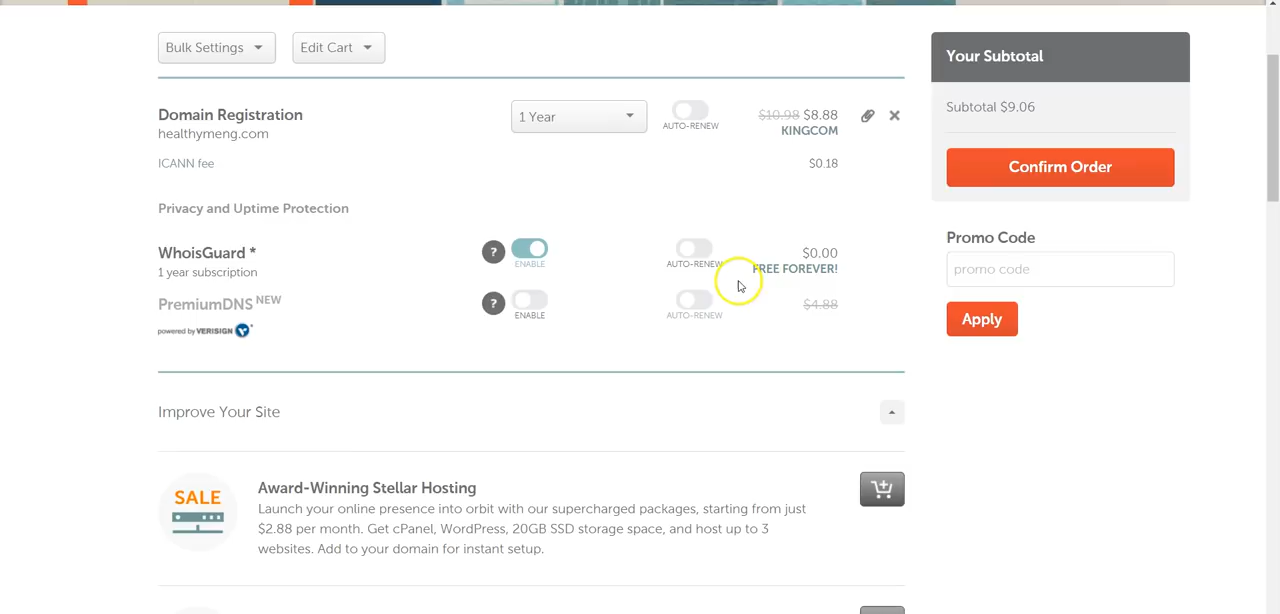 Bulk Settings Edit Cart
Your Subtotal
Domain Registration 1 Year $10.98 $8.88
AUTO-RENEW
KINGCOM
healthymeng.com
Subtotal $9.06
ICANN fee $0.18
Confirm Order
Privacy and Uptime Protection
Promo Code
WhoisGuard * ? $0.00
ENABLE AUTO-RENEW
1 year subscription FREE FOREVER!
promo code
PremiumDNS NEW ? $4.88
ENABLE AUTO-RENEW
powered by VERISIGN
Apply
Improve Your Site
SALE
Award-Winning Stellar Hosting
Launch your online presence into orbit with our supercharged packages, starting from just
$2.88 per month. Get cPanel, WordPress, 20GB SSD storage space, and host up to 3
websites. Add to your domain for instant setup.